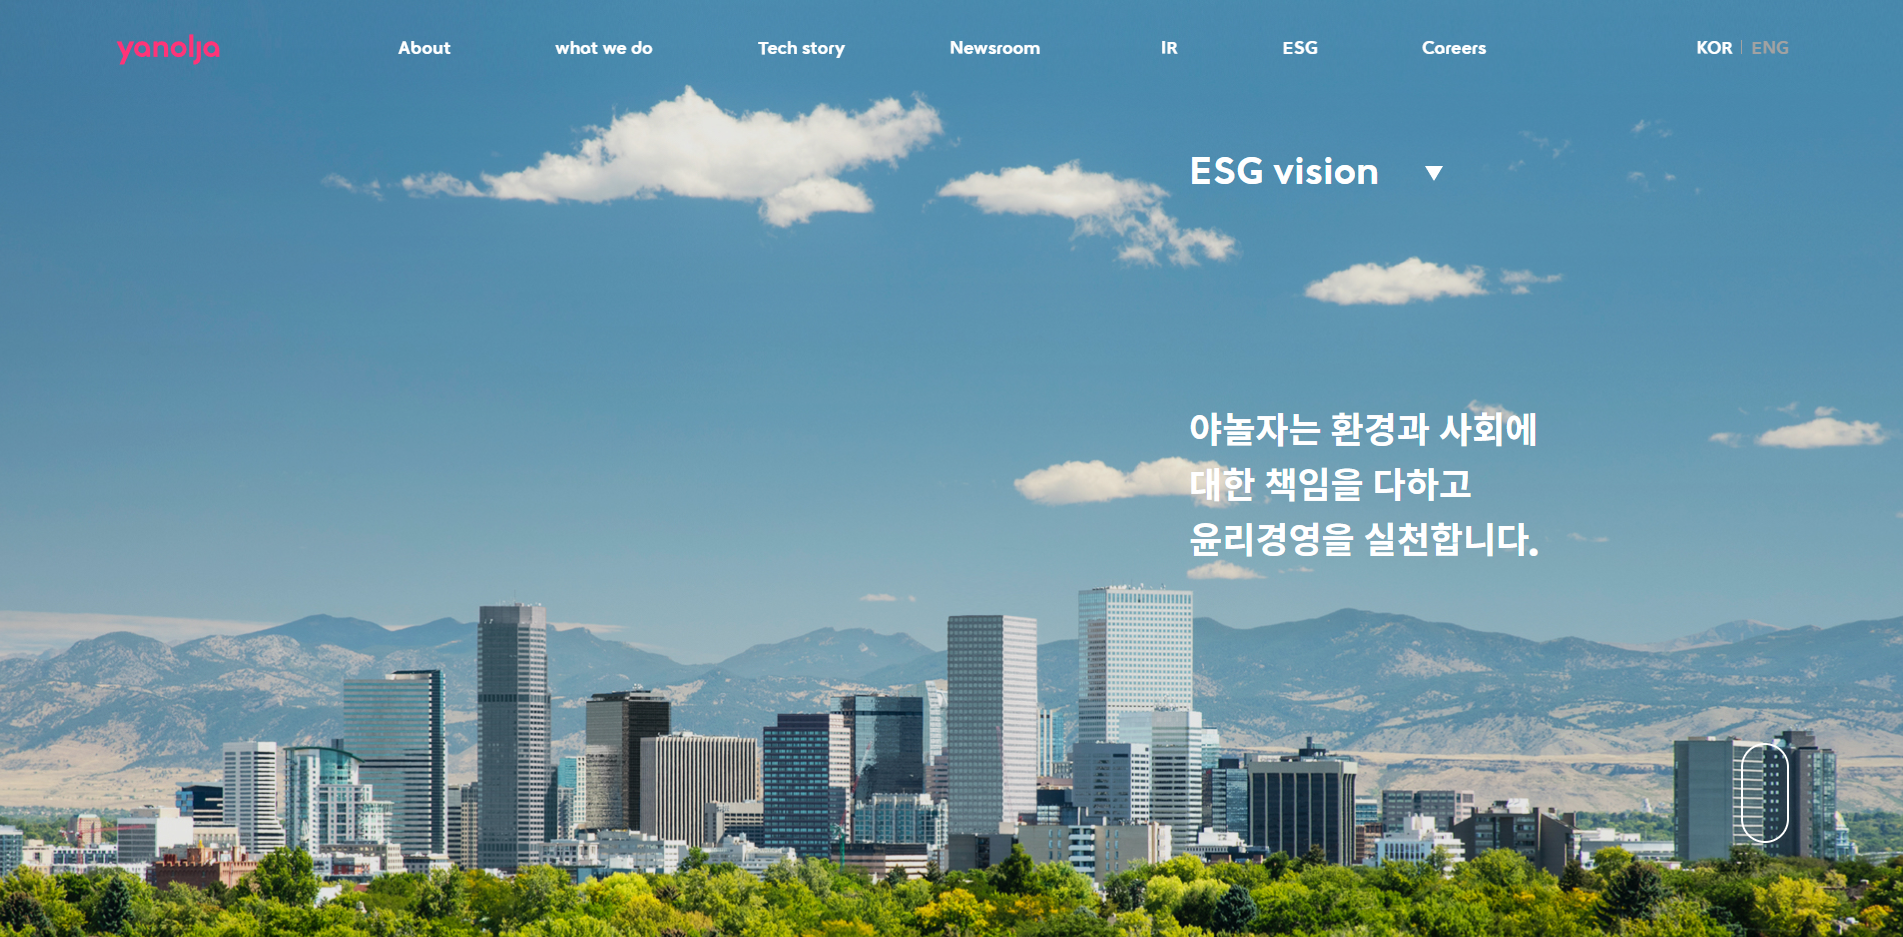 yanolja
About what we do Tech story Newsroom IR ESG Careers KOR ENG
ESG vision
야놀자는 환경과 사회에
대한 책임을 다하고
윤리경영을 실천합니다.